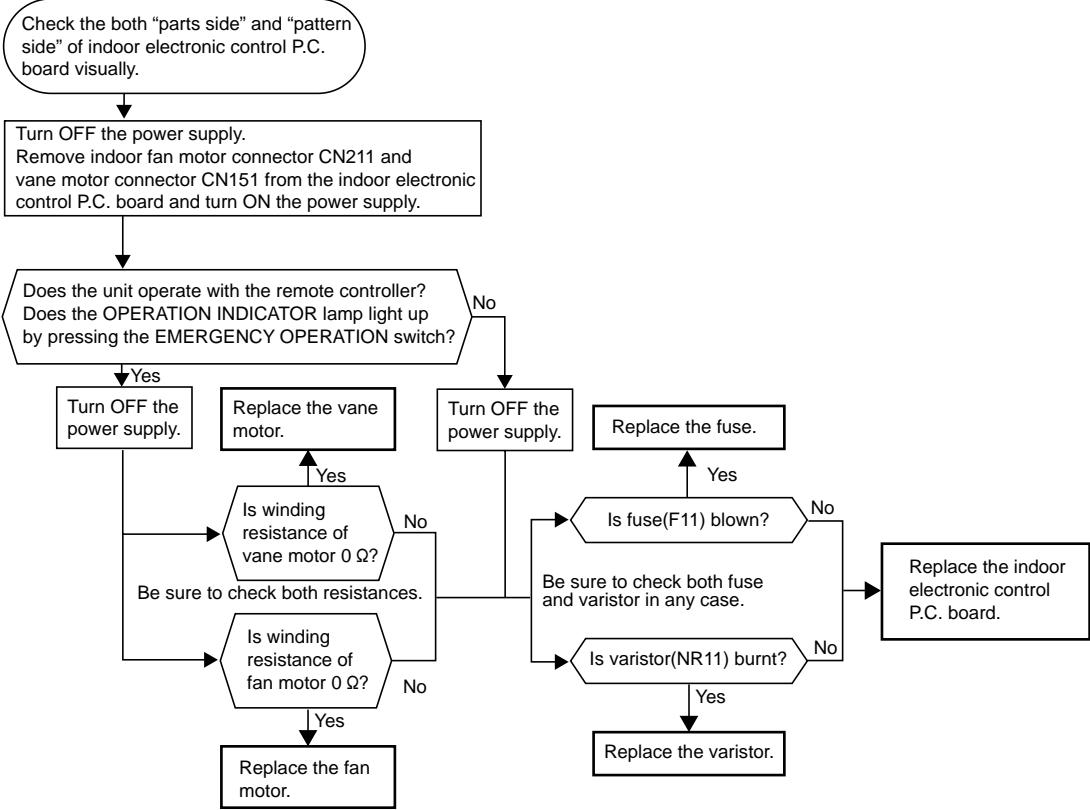 Check the both “parts side” and “pattern
side” of indoor electronic control P.C.
board visually.
Turn OFF the power supply.
Remove indoor fan motor connector CN211 and
vane motor connector CN151 from the indoor electronic
control P.C. board and turn ON the power supply.
Does the unit operate with the remote controller?
Does the OPERATION INDICATOR lamp light up
by pressing the EMERGENCY OPERATION switch?
No
Yes
Turn OFF the
power supply.
Replace the vane
motor.
Turn OFF the
power supply.
Replace the fuse.
Yes
Yes
Is winding
resistance of
vane motor 0 Ω?
No
Is fuse(F11) blown?
No
Be sure to check both resistances.
Be sure to check both fuse
and varistor in any case.
Replace the indoor
electronic control
P.C. board.
Is winding
resistance of
fan motor 0 Ω?
No
Is varistor(NR11) burnt?
No
Yes
Yes
Replace the fan
motor.
Replace the varistor.